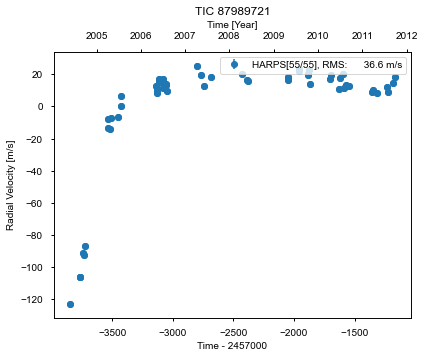 TIC 87989721
Time [Year]
2005 2006 2007 2008 2009 2010 2011 2012
HARPS[55/55], RMS: 36.6 m/s
Radial Velocity [m/s]
20
0
−20
−40
−60
−80
−100
−120
−3500 −3000 −2500 −2000 −1500
Time - 2457000